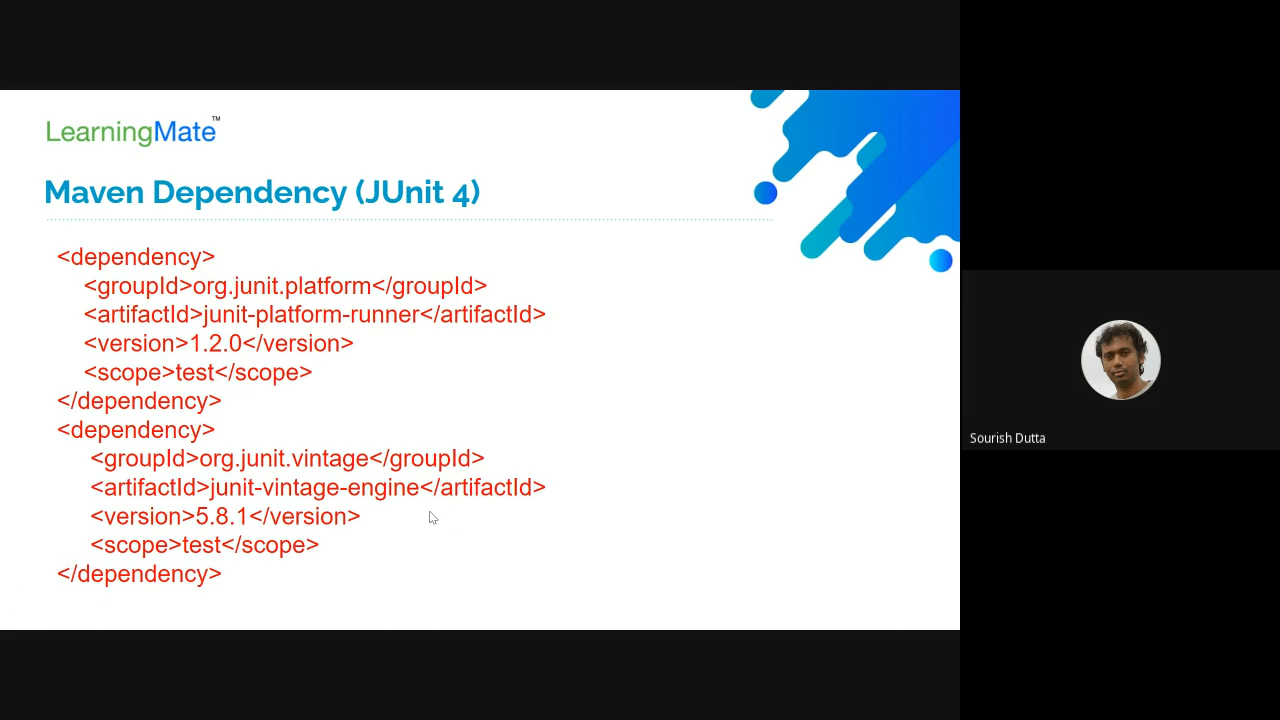 LearningMate™
Maven Dependency (JUnit 4)
<dependency>
<groupId>org.junit.platform</groupId>
<artifactId>junit-platform-runner</artifactId>
<version>1.2.0</version>
<scope>test</scope>
</dependency>
<dependency>
<groupId>org.junit.vintage</groupId>
<artifactId>junit-vintage-engine</artifactId>
<version>5.8.1</version>
<scope>test</scope>
</dependency>
Sourish Dutta